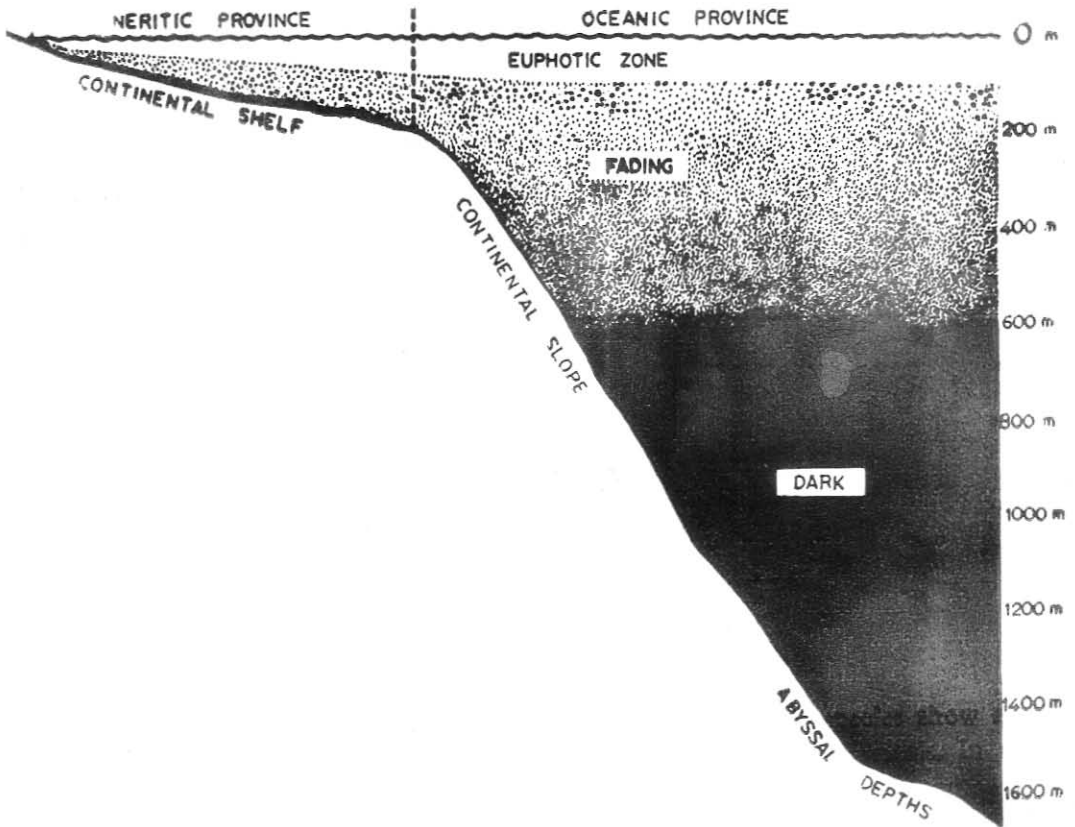 NERITIC PROVINCE
OCEANIC PROVINCE
0 m
EUPHOTIC ZONE
CONTINENTAL SHELF
200 m
FADING
400 m
CONTINENTAL SLOPE
600 m
800 m
DARK
1000 m
1200 m
1400 m
show
ABYSSAL DEPTHS
1600 m